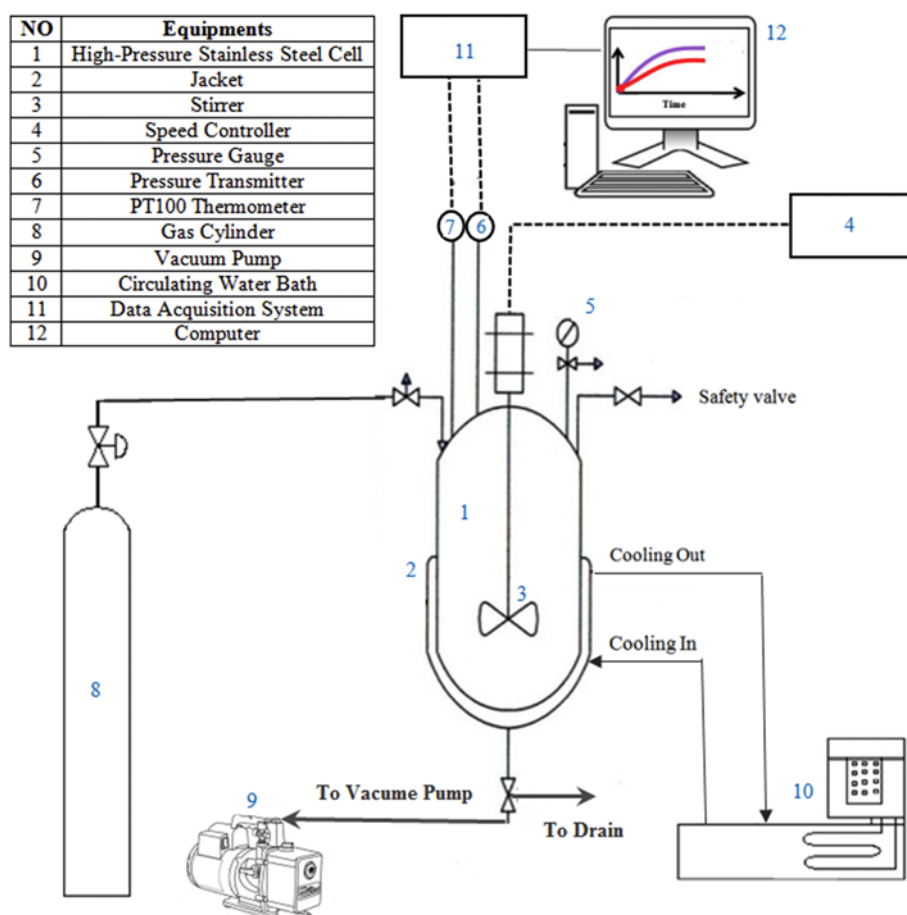 NO Equipments
1 High-Pressure Stainless Steel Cell
2 Jacket
3 Stirrer
4 Speed Controller
5 Pressure Gauge
6 Pressure Transmitter
7 PT100 Thermometer
8 Gas Cylinder
9 Vacuum Pump
10 Circulating Water Bath
11 Data Acquisition System
12 Computer
11
12
Time
7
6
4
5
Safety valve
1
2
3
Cooling Out
Cooling In
8
9
To Vacume Pump
To Drain
10